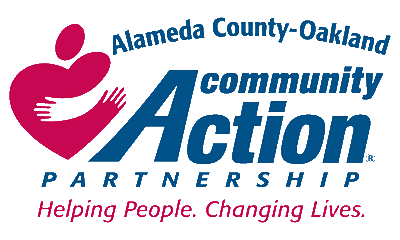 Alameda County-Oakland
community
Action®
PARTNERSHIP
Helping People. Changing Lives.